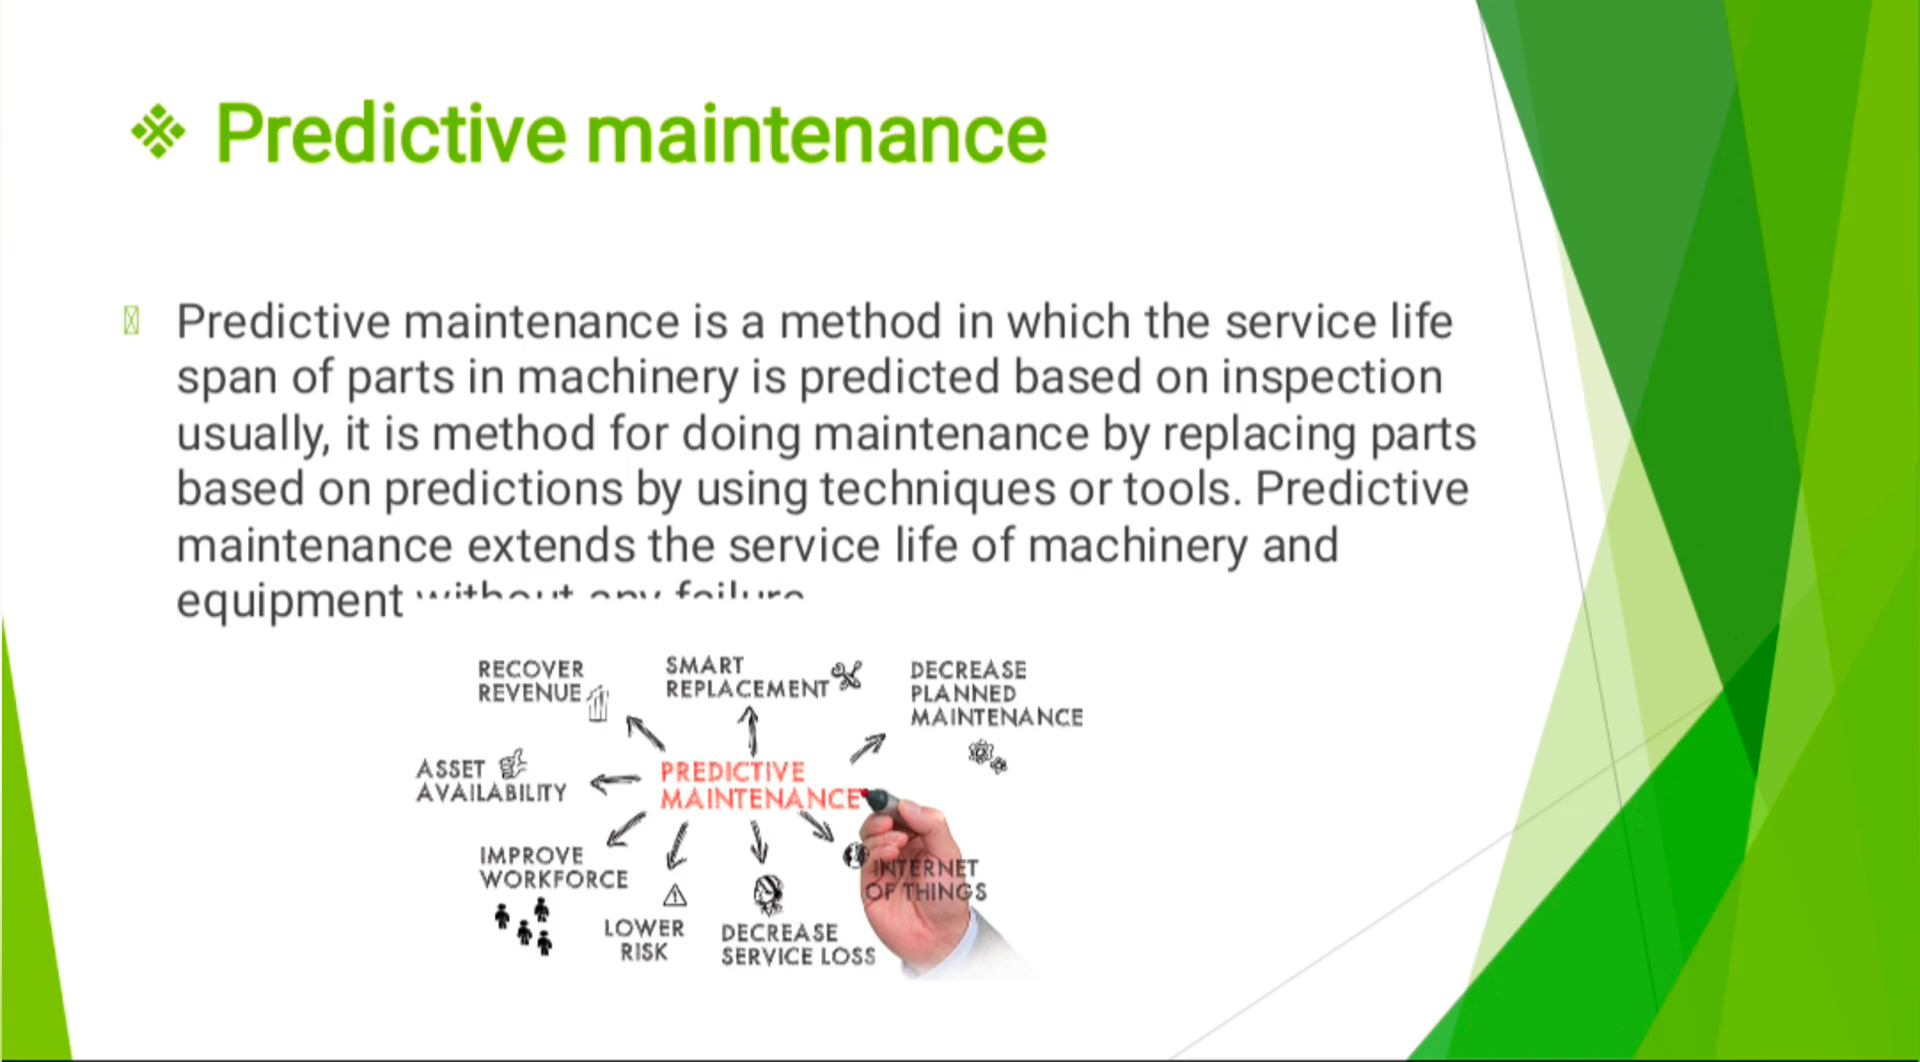 Predictive maintenance
Predictive maintenance is a method in which the service life
span of parts in machinery is predicted based on inspection
usually, it is method for doing maintenance by replacing parts
based on predictions by using techniques or tools. Predictive
maintenance extends the service life of machinery and
equipment without any failure
RECOVER
REVENUE
SMART
REPLACEMENT
DECREASE
PLANNED
MAINTENANCE
ASSET
AVAILABILITY
PREDICTIVE
MAINTENANCE
IMPROVE
WORKFORCE
LOWER
RISK
DECREASE
SERVICE LOSS
INTERNET
OF THINGS